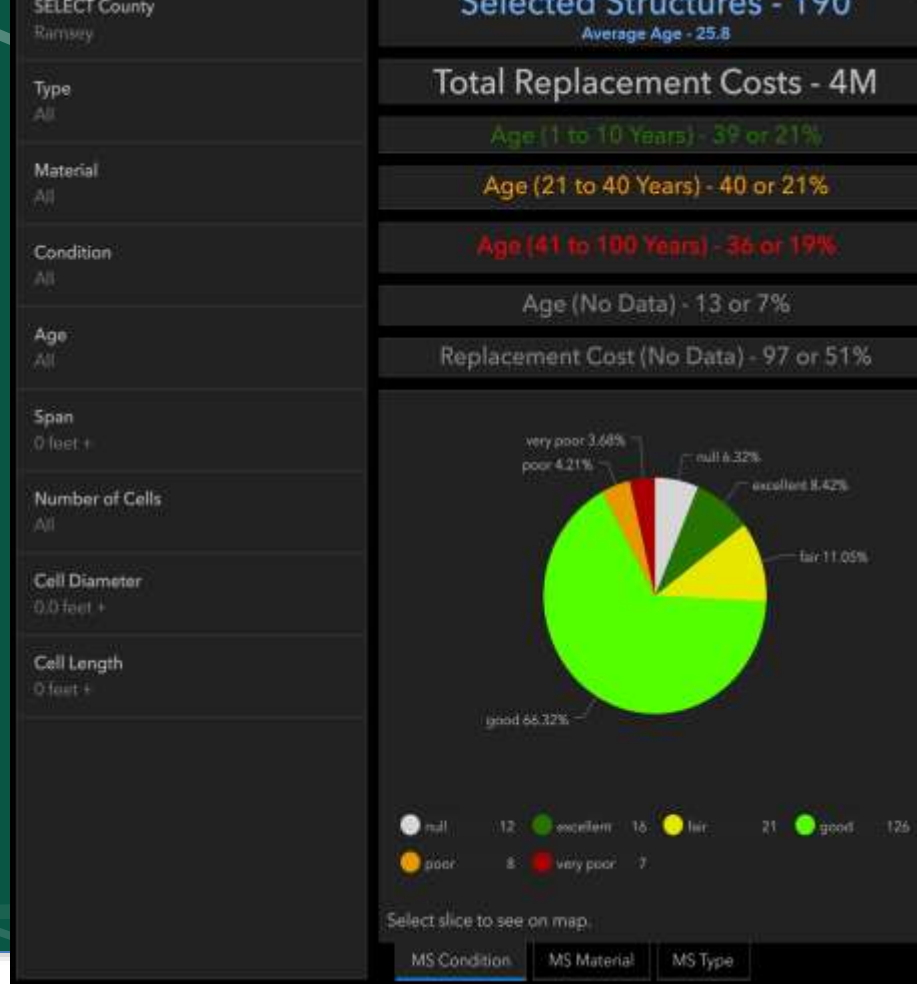 SELECT County
Ramsey
Type
All
Material
All
Condition
All
Age
All
Span
0 feet +
Number of Cells
All
Cell Diameter
0.0 feet +
Cell Length
0 feet +
Selected Structures - 190
Average Age - 25.8
Total Replacement Costs - 4M
Age (1 to 10 Years) - 39 or 21%
Age (21 to 40 Years) - 40 or 21%
Age (41 to 100 Years) - 36 or 19%
Age (No Data) - 13 or 7%
Replacement Cost (No Data) - 97 or 51%
very poor 3.68%
null 6.32%
poor 4.21%
excellent 8.42%
fair 11.05%
good 66.32%
null 12 excellent 16 fair 21 good 126
poor 8 very poor 7
Select slice to see on map.
MS Condition MS Material MS Type